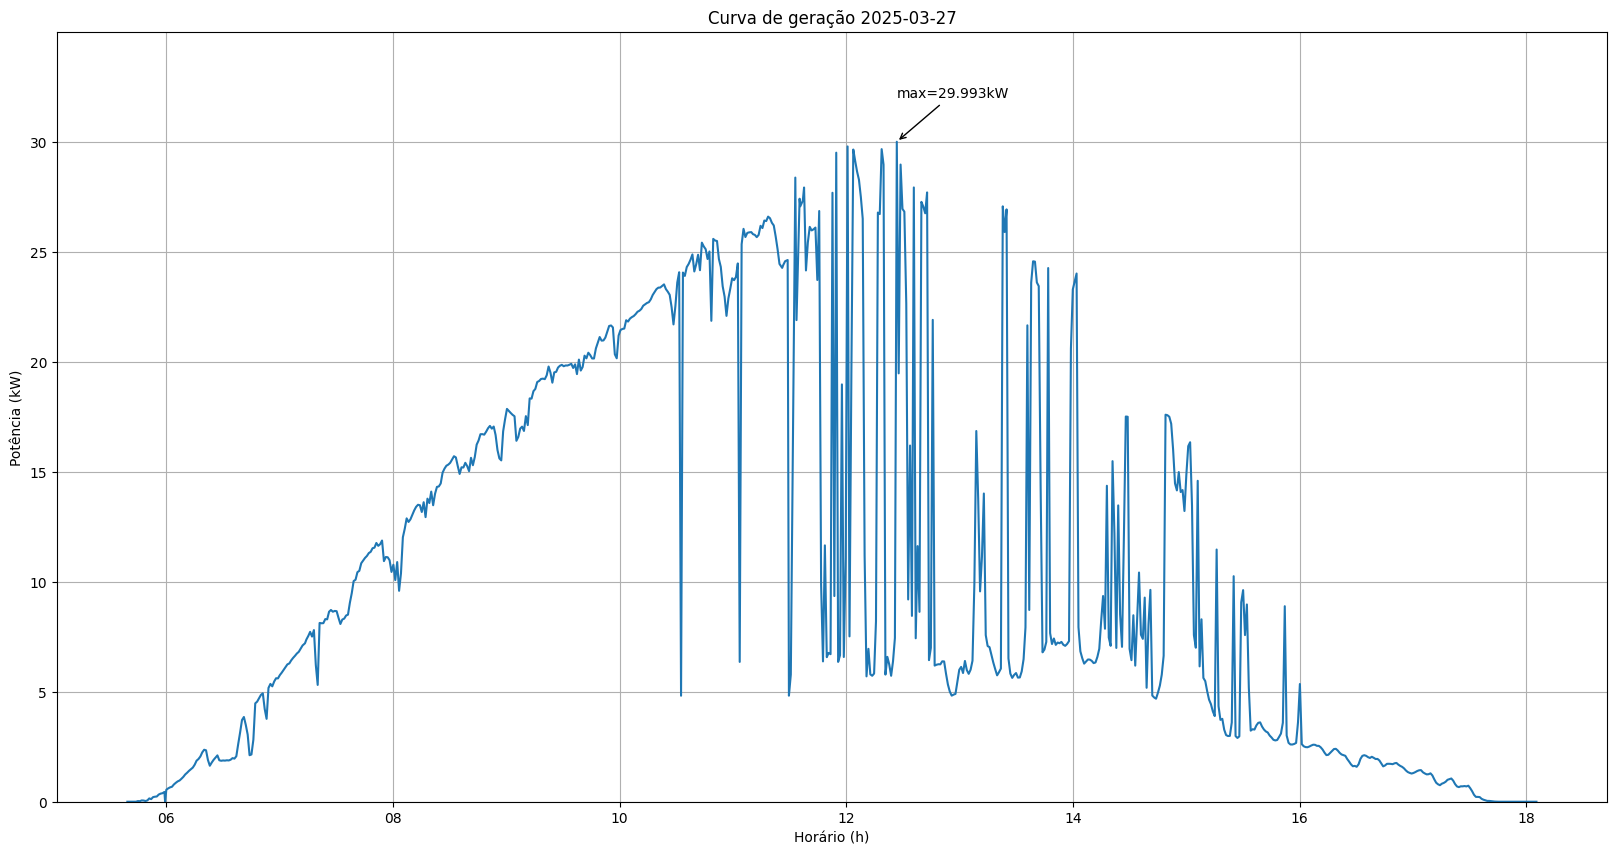 Curva de geração 2025-03-27
max=29.993kW
30
25
20
15
10
5
0
Potência (kW)
06 08 10 12 14 16 18
Horário (h)